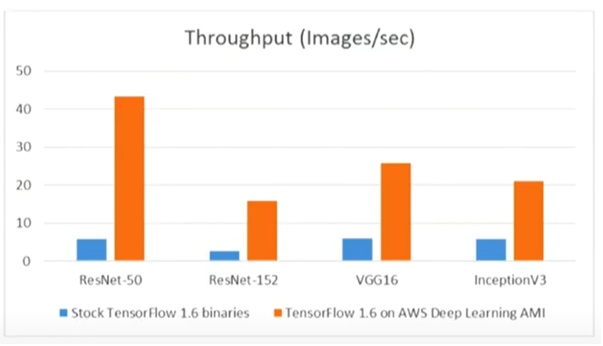 Throughput (Images/sec)
50
40
30
20
10
0
ResNet-50 ResNet-152 VGG16 InceptionV3
Stock TensorFlow 1.6 binaries TensorFlow 1.6 on AWS Deep Learning AMI